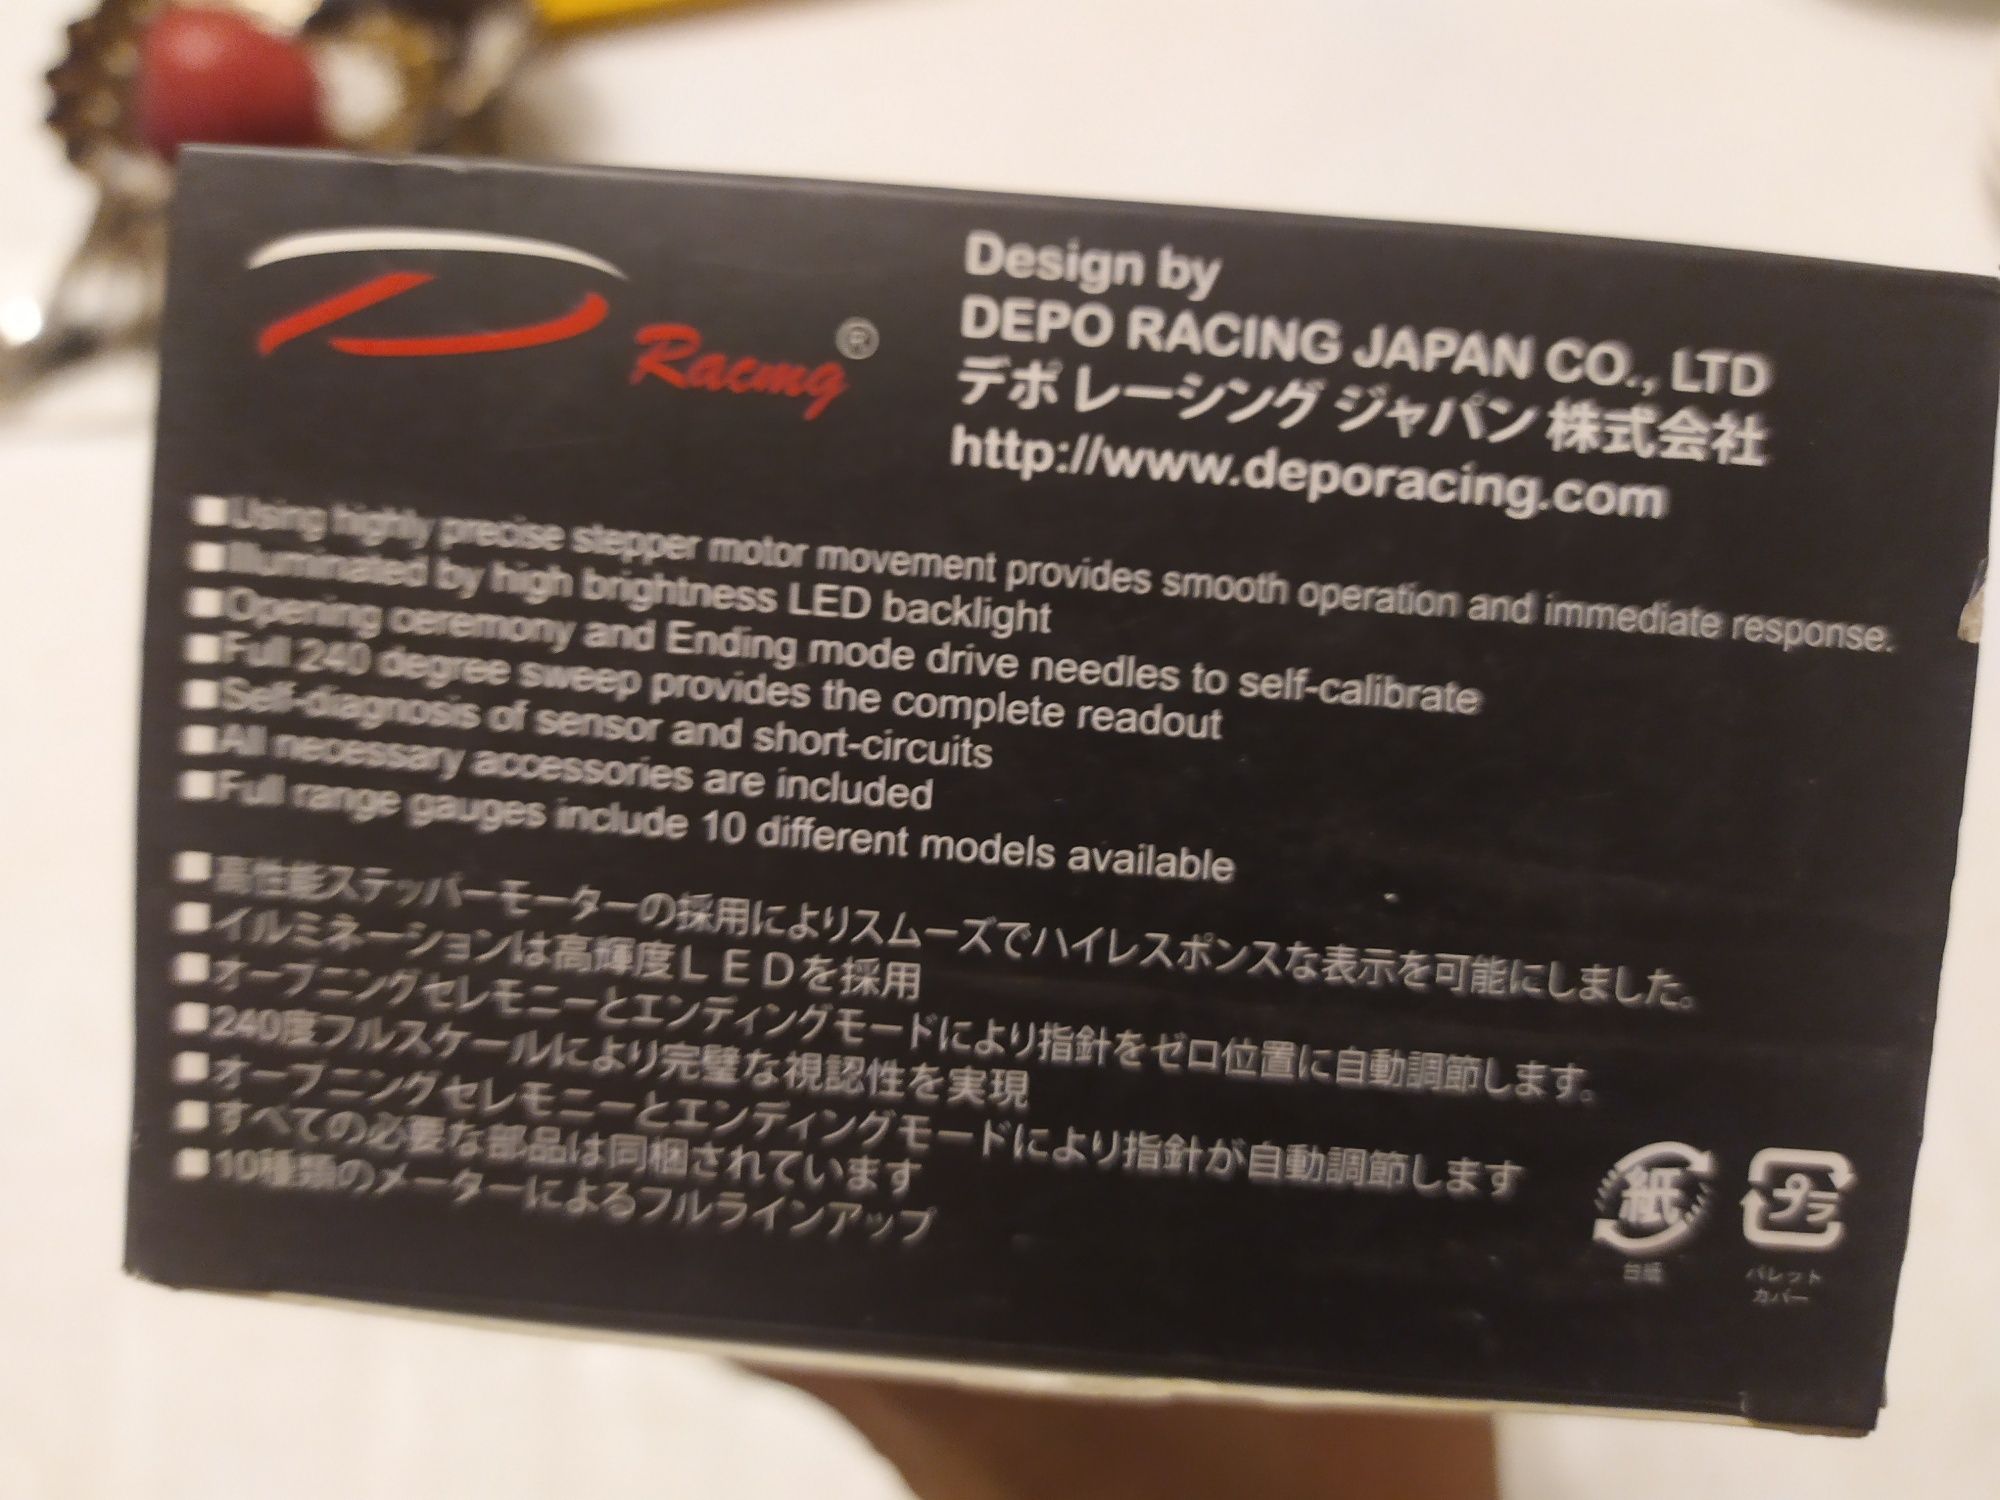 D Racing®
Design by
DEPO RACING JAPAN CO., LTD
デポ レーシング ジャパン 株式会社
http://www.deporacing.com
■Using highly precise stepper motor movement provides smooth operation and immediate response.
■Illuminated by high brightness LED backlight
■Opening ceremony and Ending mode drive needles to self-calibrate
■Full 240 degree sweep provides the complete readout
■Self-diagnosis of sensor and short-circuits
■All necessary accessories are included
■Full range gauges include 10 different models available
■高性能ステッパーモーターの採用によりスムーズでハイレスポンスな表示を可能にしました。
■イルミネーションは高輝度ＬＥＤを採用
■オープニングセレモニーとエンディングモードにより指針をゼロ位置に自動調節します。
■240度フルスケールにより完璧な視認性を実現
■オープニングセレモニーとエンディングモードにより指針が自動調節します
■すべての必要な部品は同梱されています
■10種類のメーターによるフルラインアップ
紙 プラ
台紙 パレット
カバー